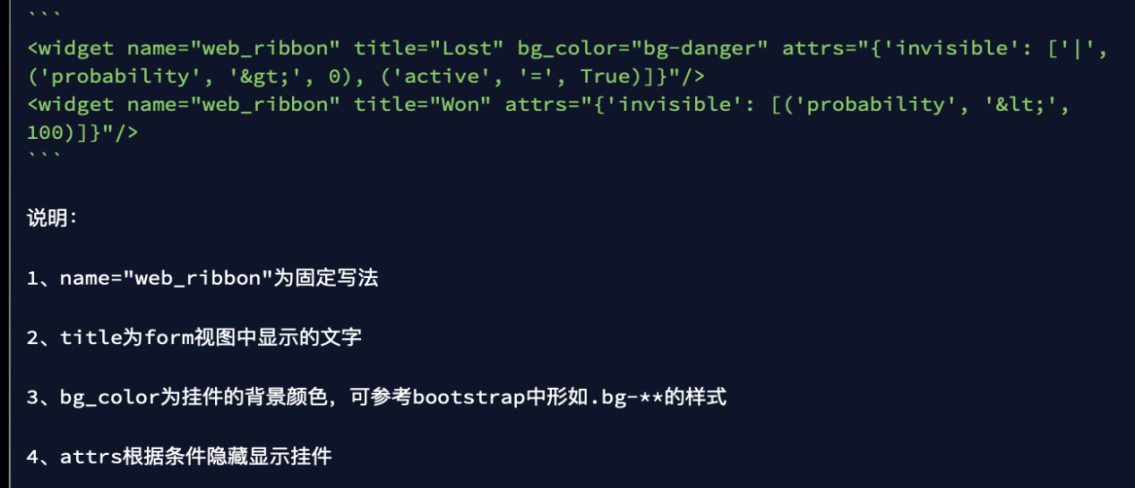 ```
<widget name="web_ribbon" title="Lost" bg_color="bg-danger" attrs="{'invisible': ['|',
('probability', '&gt;', 0), ('active', '=', True)]}"/>
<widget name="web_ribbon" title="Won" attrs="{'invisible': [('probability', '&lt;',
100)]}"/>
```
说明：
1、name="web_ribbon"为固定写法
2、title为form视图中显示的文字
3、bg_color为挂件的背景颜色，可参考bootstrap中形如.bg-**的样式
4、attrs根据条件隐藏显示挂件